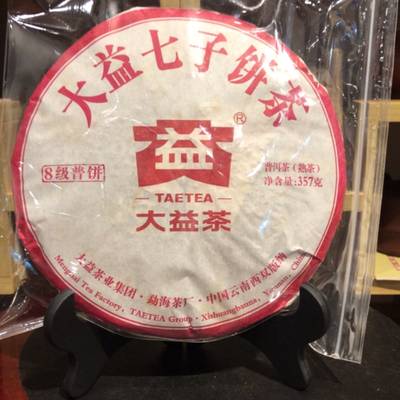 大益七子饼茶
®
益
8级普饼
普洱茶（熟茶）
净含量:357克
TAETEA
大益茶
大益茶业集团·勐海茶厂·中国云南西双版纳
Menghai Tea Factory, TAETEA Group·Xishuangbanna, Yunnan, China